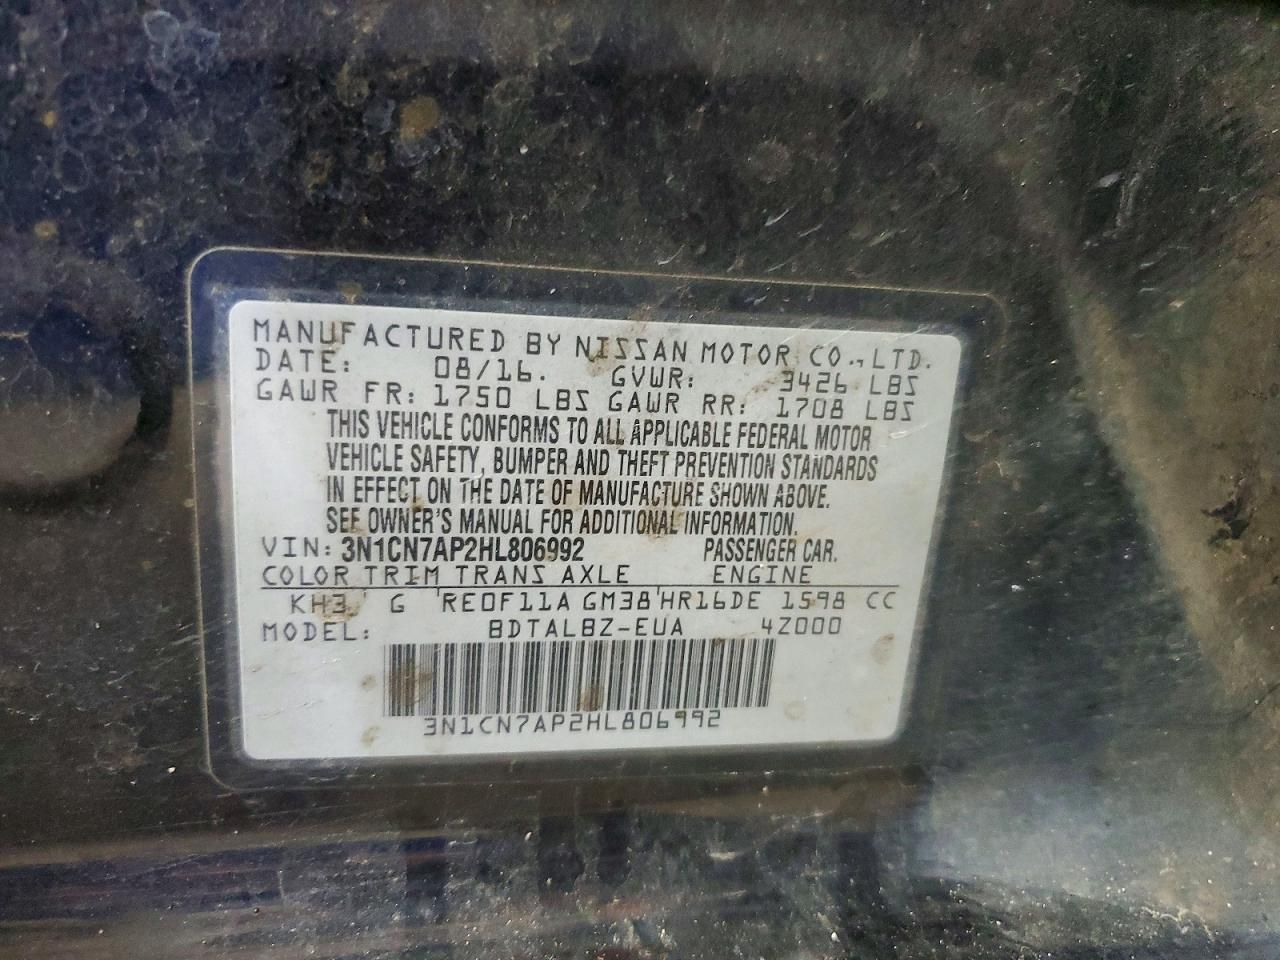 MANUFACTURED BY NISSAN MOTOR CO.,LTD.
DATE: 08/16. GVWR: 3426 LBS
GAWR FR: 1750 LBS GAWR RR: 1708 LBS
THIS VEHICLE CONFORMS TO ALL APPLICABLE FEDERAL MOTOR
VEHICLE SAFETY, BUMPER AND THEFT PREVENTION STANDARDS
IN EFFECT ON THE DATE OF MANUFACTURE SHOWN ABOVE.
SEE OWNER'S MANUAL FOR ADDITIONAL INFORMATION.
VIN: 3N1CN7AP2HL806992 PASSENGER CAR.
COLOR TRIM TRANS AXLE ENGINE
KH3 G RE0F11A GM38 HR16DE 1598 CC
MODEL: BDTALBZ-EUA 4Z000
3N1CN7AP2HL806992